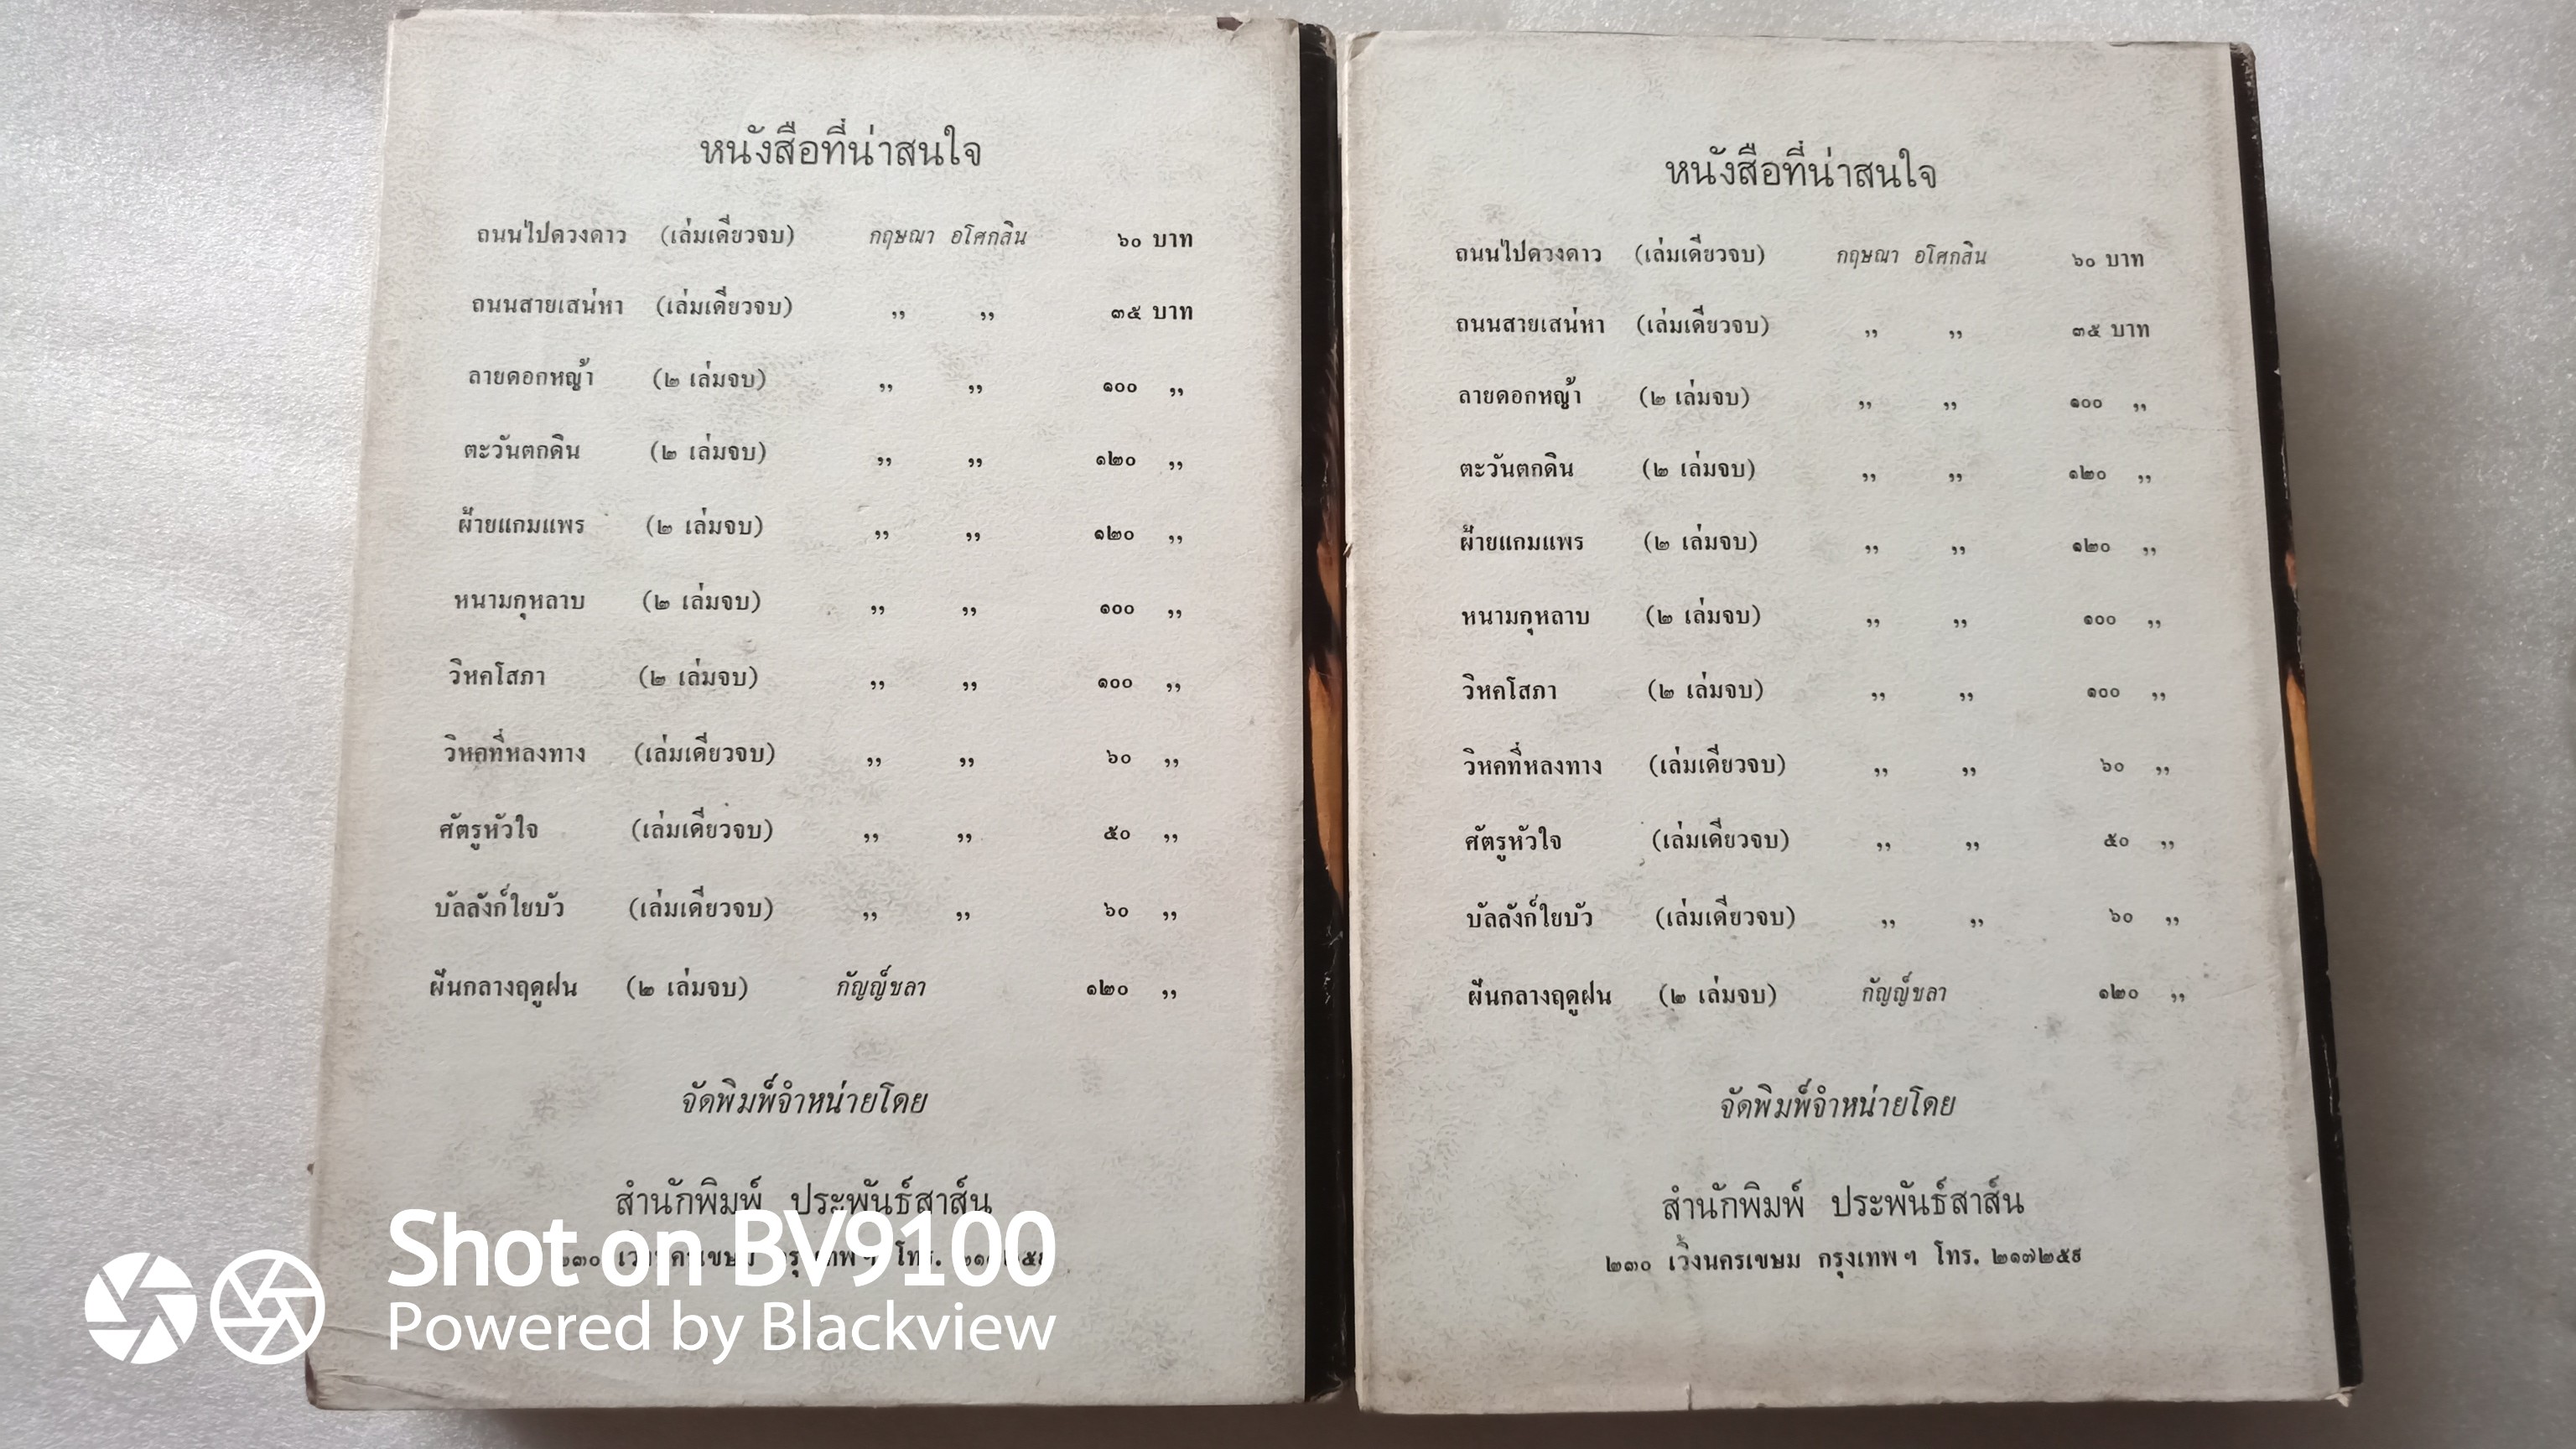 หนังสือที่น่าสนใจ
ถนนไปดวงดาว (เล่มเดียวจบ) กฤษณา อโศกสิน ๖๐ บาท
ถนนสายเสน่หา (เล่มเดียวจบ) ,, ,, ๓๕ บาท
ลายดอกหญ้า (๒ เล่มจบ) ,, ,, ๑๐๐ ,,
ตะวันตกดิน (๒ เล่มจบ) ,, ,, ๑๒๐ ,,
ฝ้ายแกมแพร (๒ เล่มจบ) ,, ,, ๑๒๐ ,,
หนามกุหลาบ (๒ เล่มจบ) ,, ,, ๑๐๐ ,,
วิหคโสภา (๒ เล่มจบ) ,, ,, ๑๐๐ ,,
วิหคที่หลงทาง (เล่มเดียวจบ) ,, ,, ๖๐ ,,
ศัตรูหัวใจ (เล่มเดียวจบ) ,, ,, ๕๐ ,,
บัลลังก์ใยบัว (เล่มเดียวจบ) ,, ,, ๖๐ ,,
ฝันกลางฤดูฝน (๒ เล่มจบ) กัญญ์ชลา ๑๒๐ ,,
จัดพิมพ์จำหน่ายโดย
สำนักพิมพ์ ประพันธ์สาส์น
๒๓๐ เวิ้งนครเขษม กรุงเทพฯ โทร.
Shot on BV9100
Powered by Blackview
หนังสือที่น่าสนใจ
ถนนไปดวงดาว (เล่มเดียวจบ) กฤษณา อโศกสิน ๖๐ บาท
ถนนสายเสน่หา (เล่มเดียวจบ) ,, ,, ๓๕ บาท
ลายดอกหญ้า (๒ เล่มจบ) ,, ,, ๑๐๐ ,,
ตะวันตกดิน (๒ เล่มจบ) ,, ,, ๑๒๐ ,,
ฝ้ายแกมแพร (๒ เล่มจบ) ,, ,, ๑๒๐ ,,
หนามกุหลาบ (๒ เล่มจบ) ,, ,, ๑๐๐ ,,
วิหคโสภา (๒ เล่มจบ) ,, ,, ๑๐๐ ,,
วิหคที่หลงทาง (เล่มเดียวจบ) ,, ,, ๖๐ ,,
ศัตรูหัวใจ (เล่มเดียวจบ) ,, ,, ๕๐ ,,
บัลลังก์ใยบัว (เล่มเดียวจบ) ,, ,, ๖๐ ,,
ฝันกลางฤดูฝน (๒ เล่มจบ) กัญญ์ชลา ๑๒๐ ,,
จัดพิมพ์จำหน่ายโดย
สำนักพิมพ์ ประพันธ์สาส์น
๒๓๐ เวิ้งนครเขษม กรุงเทพฯ โทร. ๒๑๗๒๕๙